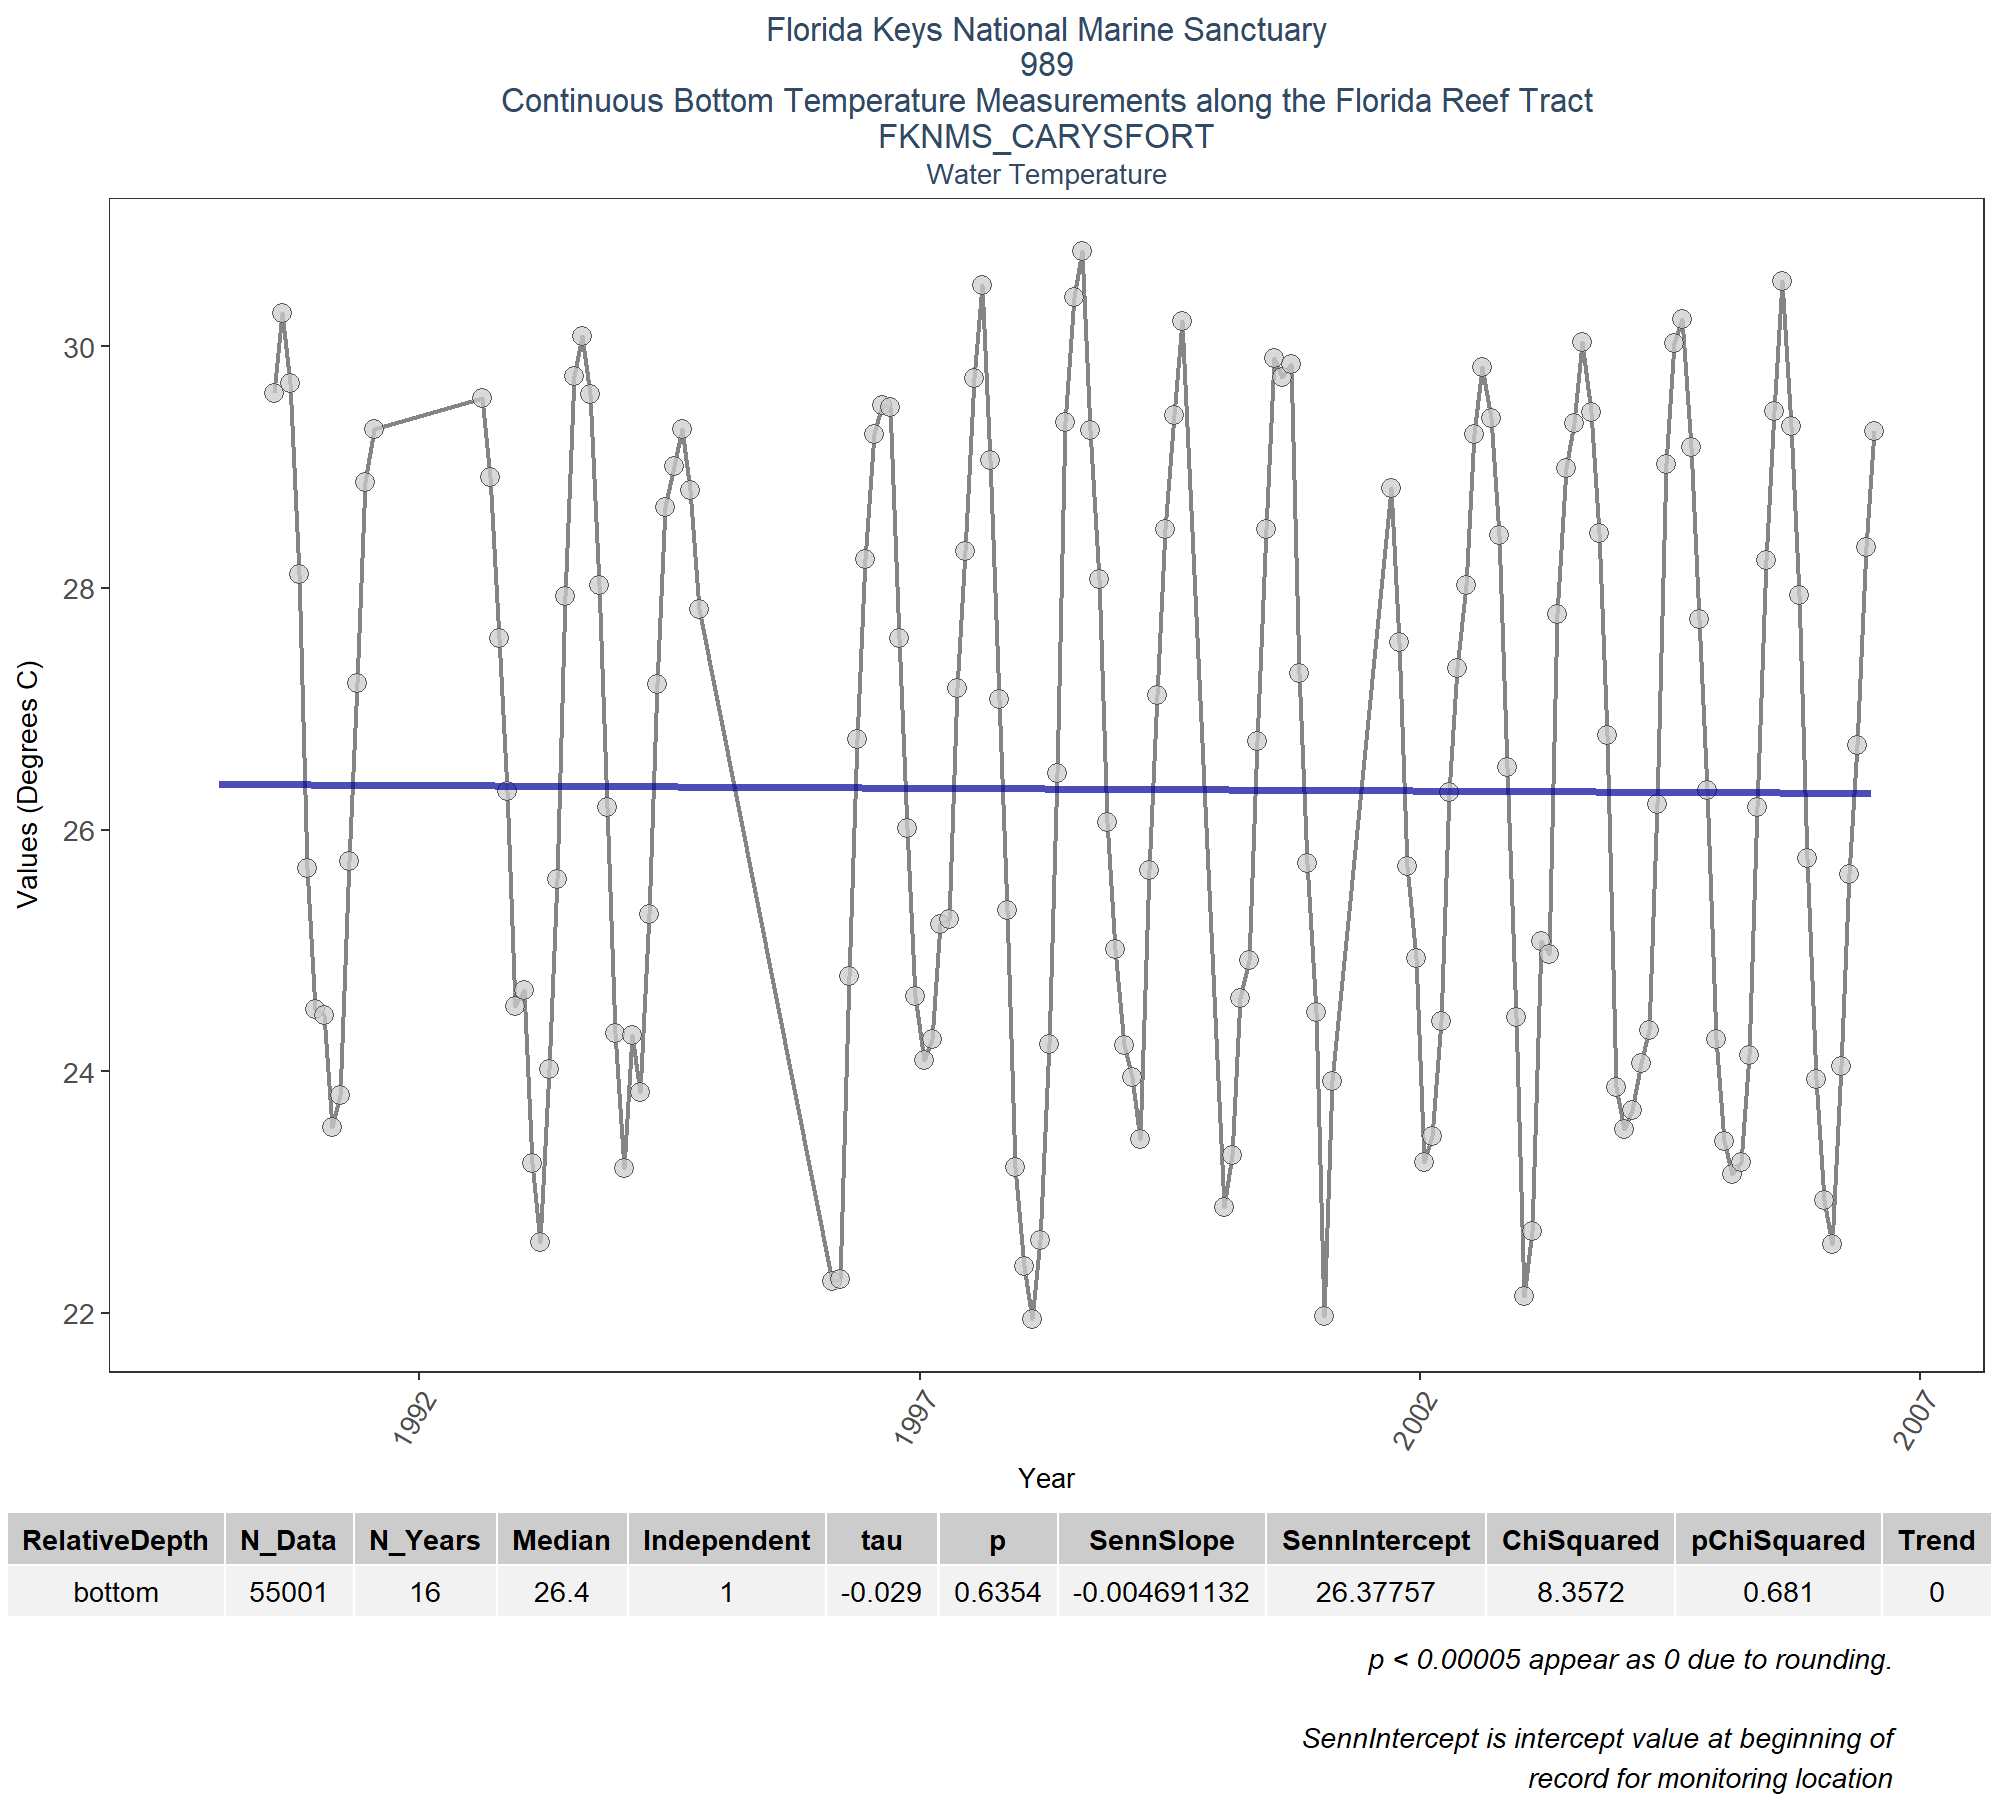 Florida Keys National Marine Sanctuary
989
Continuous Bottom Temperature Measurements along the Florida Reef Tract
FKNMS_CARYSFORT
Water Temperature
Values (Degrees C)
30
28
26
24
22
1992 1997 2002 2007
Year
RelativeDepth N_Data N_Years Median Independent tau p SennSlope SennIntercept ChiSquared pChiSquared Trend
bottom 55001 16 26.4 1 -0.029 0.6354 -0.004691132 26.37757 8.3572 0.681 0
p < 0.00005 appear as 0 due to rounding.
SennIntercept is intercept value at beginning of
record for monitoring location